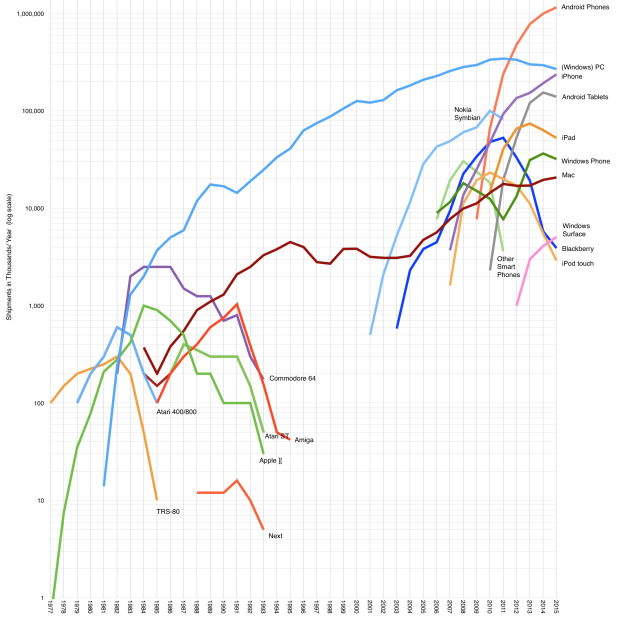 Android Phones
1,000,000
(Windows) PC
iPhone
Android Tablets
Nokia
Symbian
100,000
iPad
Windows Phone
Mac
10,000
Windows
Surface
Blackberry
iPod touch
Other
Smart
Phones
Shipments in Thousands/ Year (log scale)
1,000
Commodore 64
100
Atari 400/800
Atari ST
Amiga
Apple ][
10
TRS-80
Next
1
1977
1978
1979
1980
1981
1982
1983
1984
1985
1986
1987
1988
1989
1990
1991
1992
1993
1994
1995
1996
1997
1998
1999
2000
2001
2002
2003
2004
2005
2006
2007
2008
2009
2010
2011
2012
2013
2014
2015